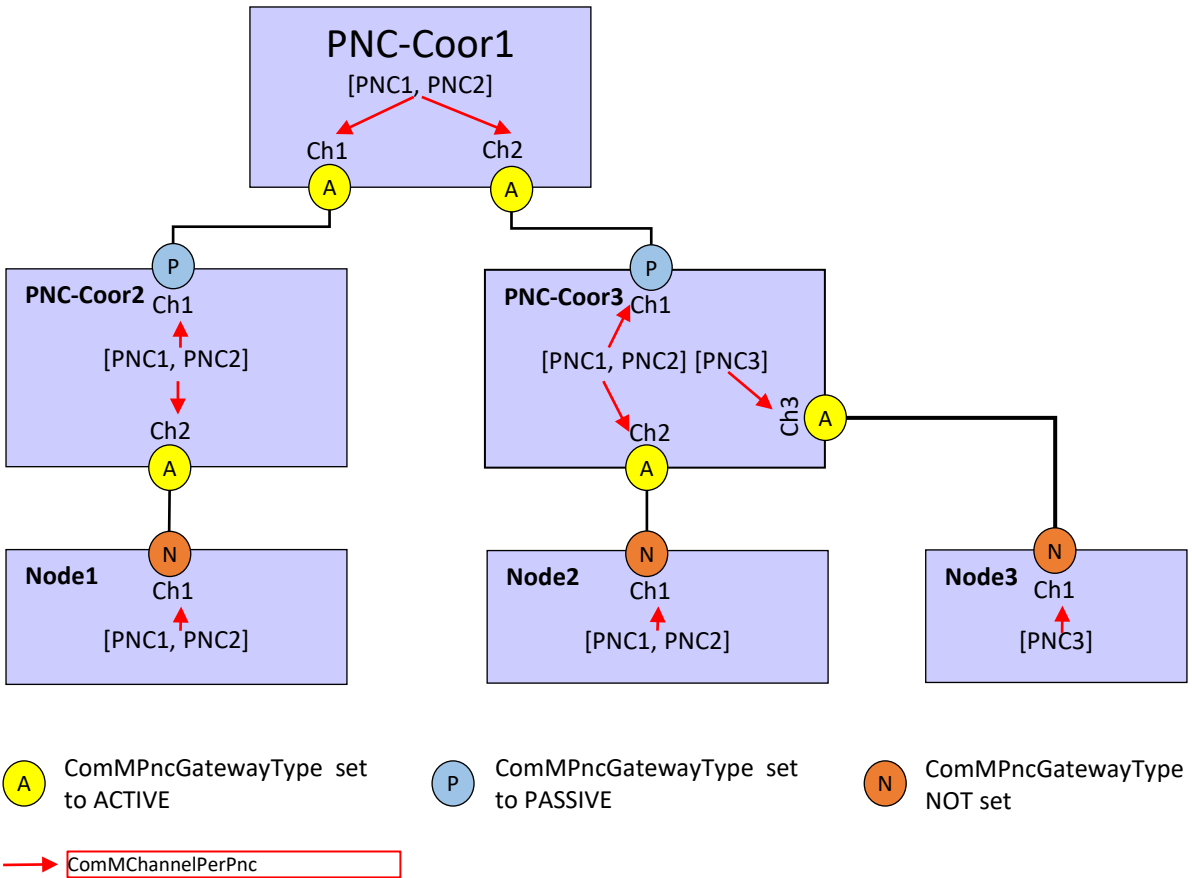 PNC-Coor1
[PNC1, PNC2]
Ch1 Ch2
A A
P P
PNC-Coor2 Ch1
[PNC1, PNC2]
Ch2
A
PNC-Coor3 Ch1
[PNC1, PNC2] [PNC3]
Ch3
A
Ch2
A
N
Node1
Ch1
[PNC1, PNC2]
N
Node2
Ch1
[PNC1, PNC2]
N
Node3
Ch1
[PNC3]
A
ComMPncGatewayType set
to ACTIVE
P
ComMPncGatewayType set
to PASSIVE
N
ComMPncGatewayType
NOT set
ComMChannelPerPnc